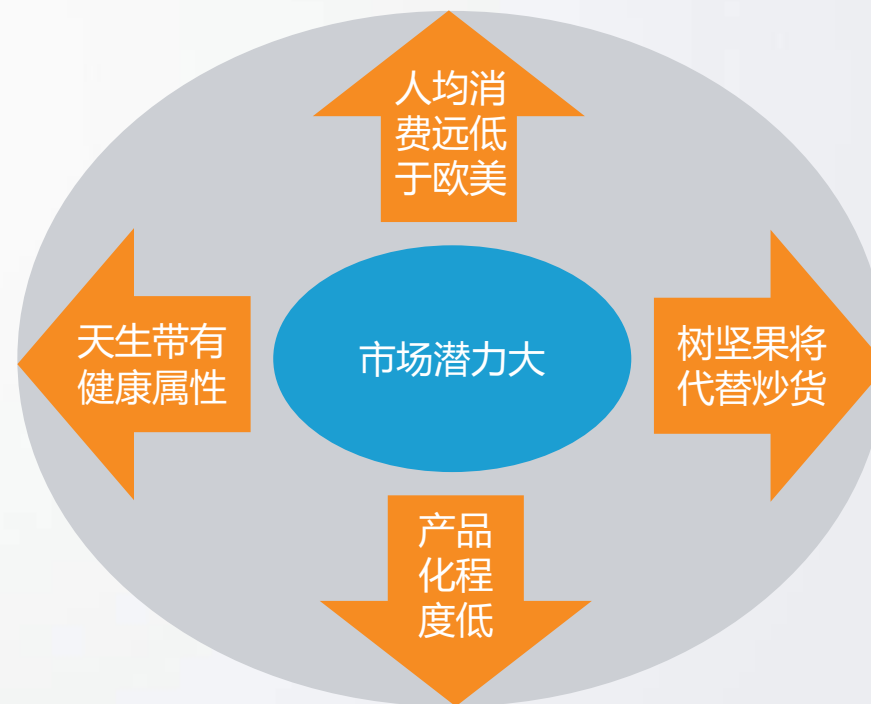 人均消
费远低
于欧美
天生带有
健康属性
市场潜力大
树坚果将
代替炒货
产品
化程
度低